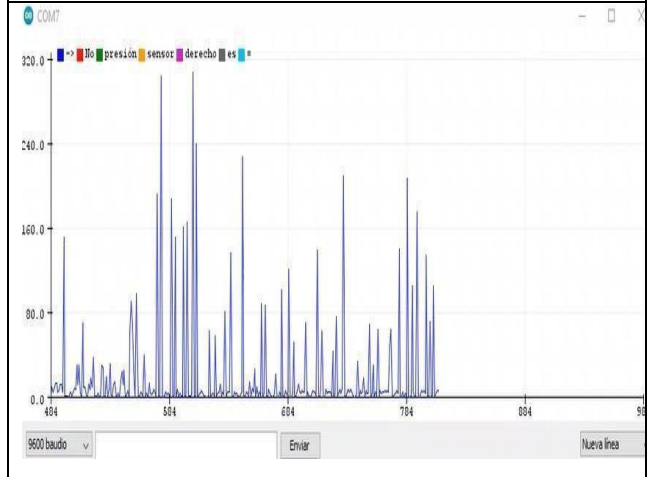 COM7
-> No presión sensor derecho es =
320.0
240.0
160.0
80.0
0.0
484 584 684 784 884 98
9600 baudio Enviar Nueva línea